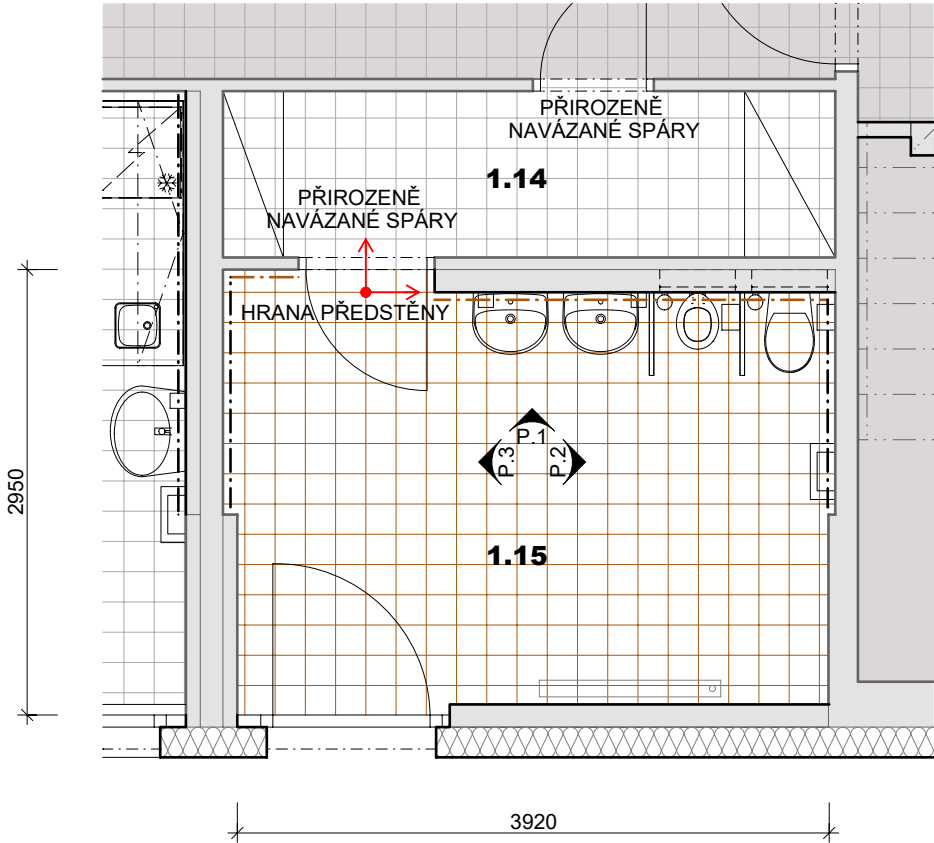 PŘIROZENĚ
NAVÁZANÉ SPÁRY
1.14
PŘIROZENĚ
NAVÁZANÉ SPÁRY
HRANA PŘEDSTĚNY
P.1
P.3
P.2
2950
1.15
3920